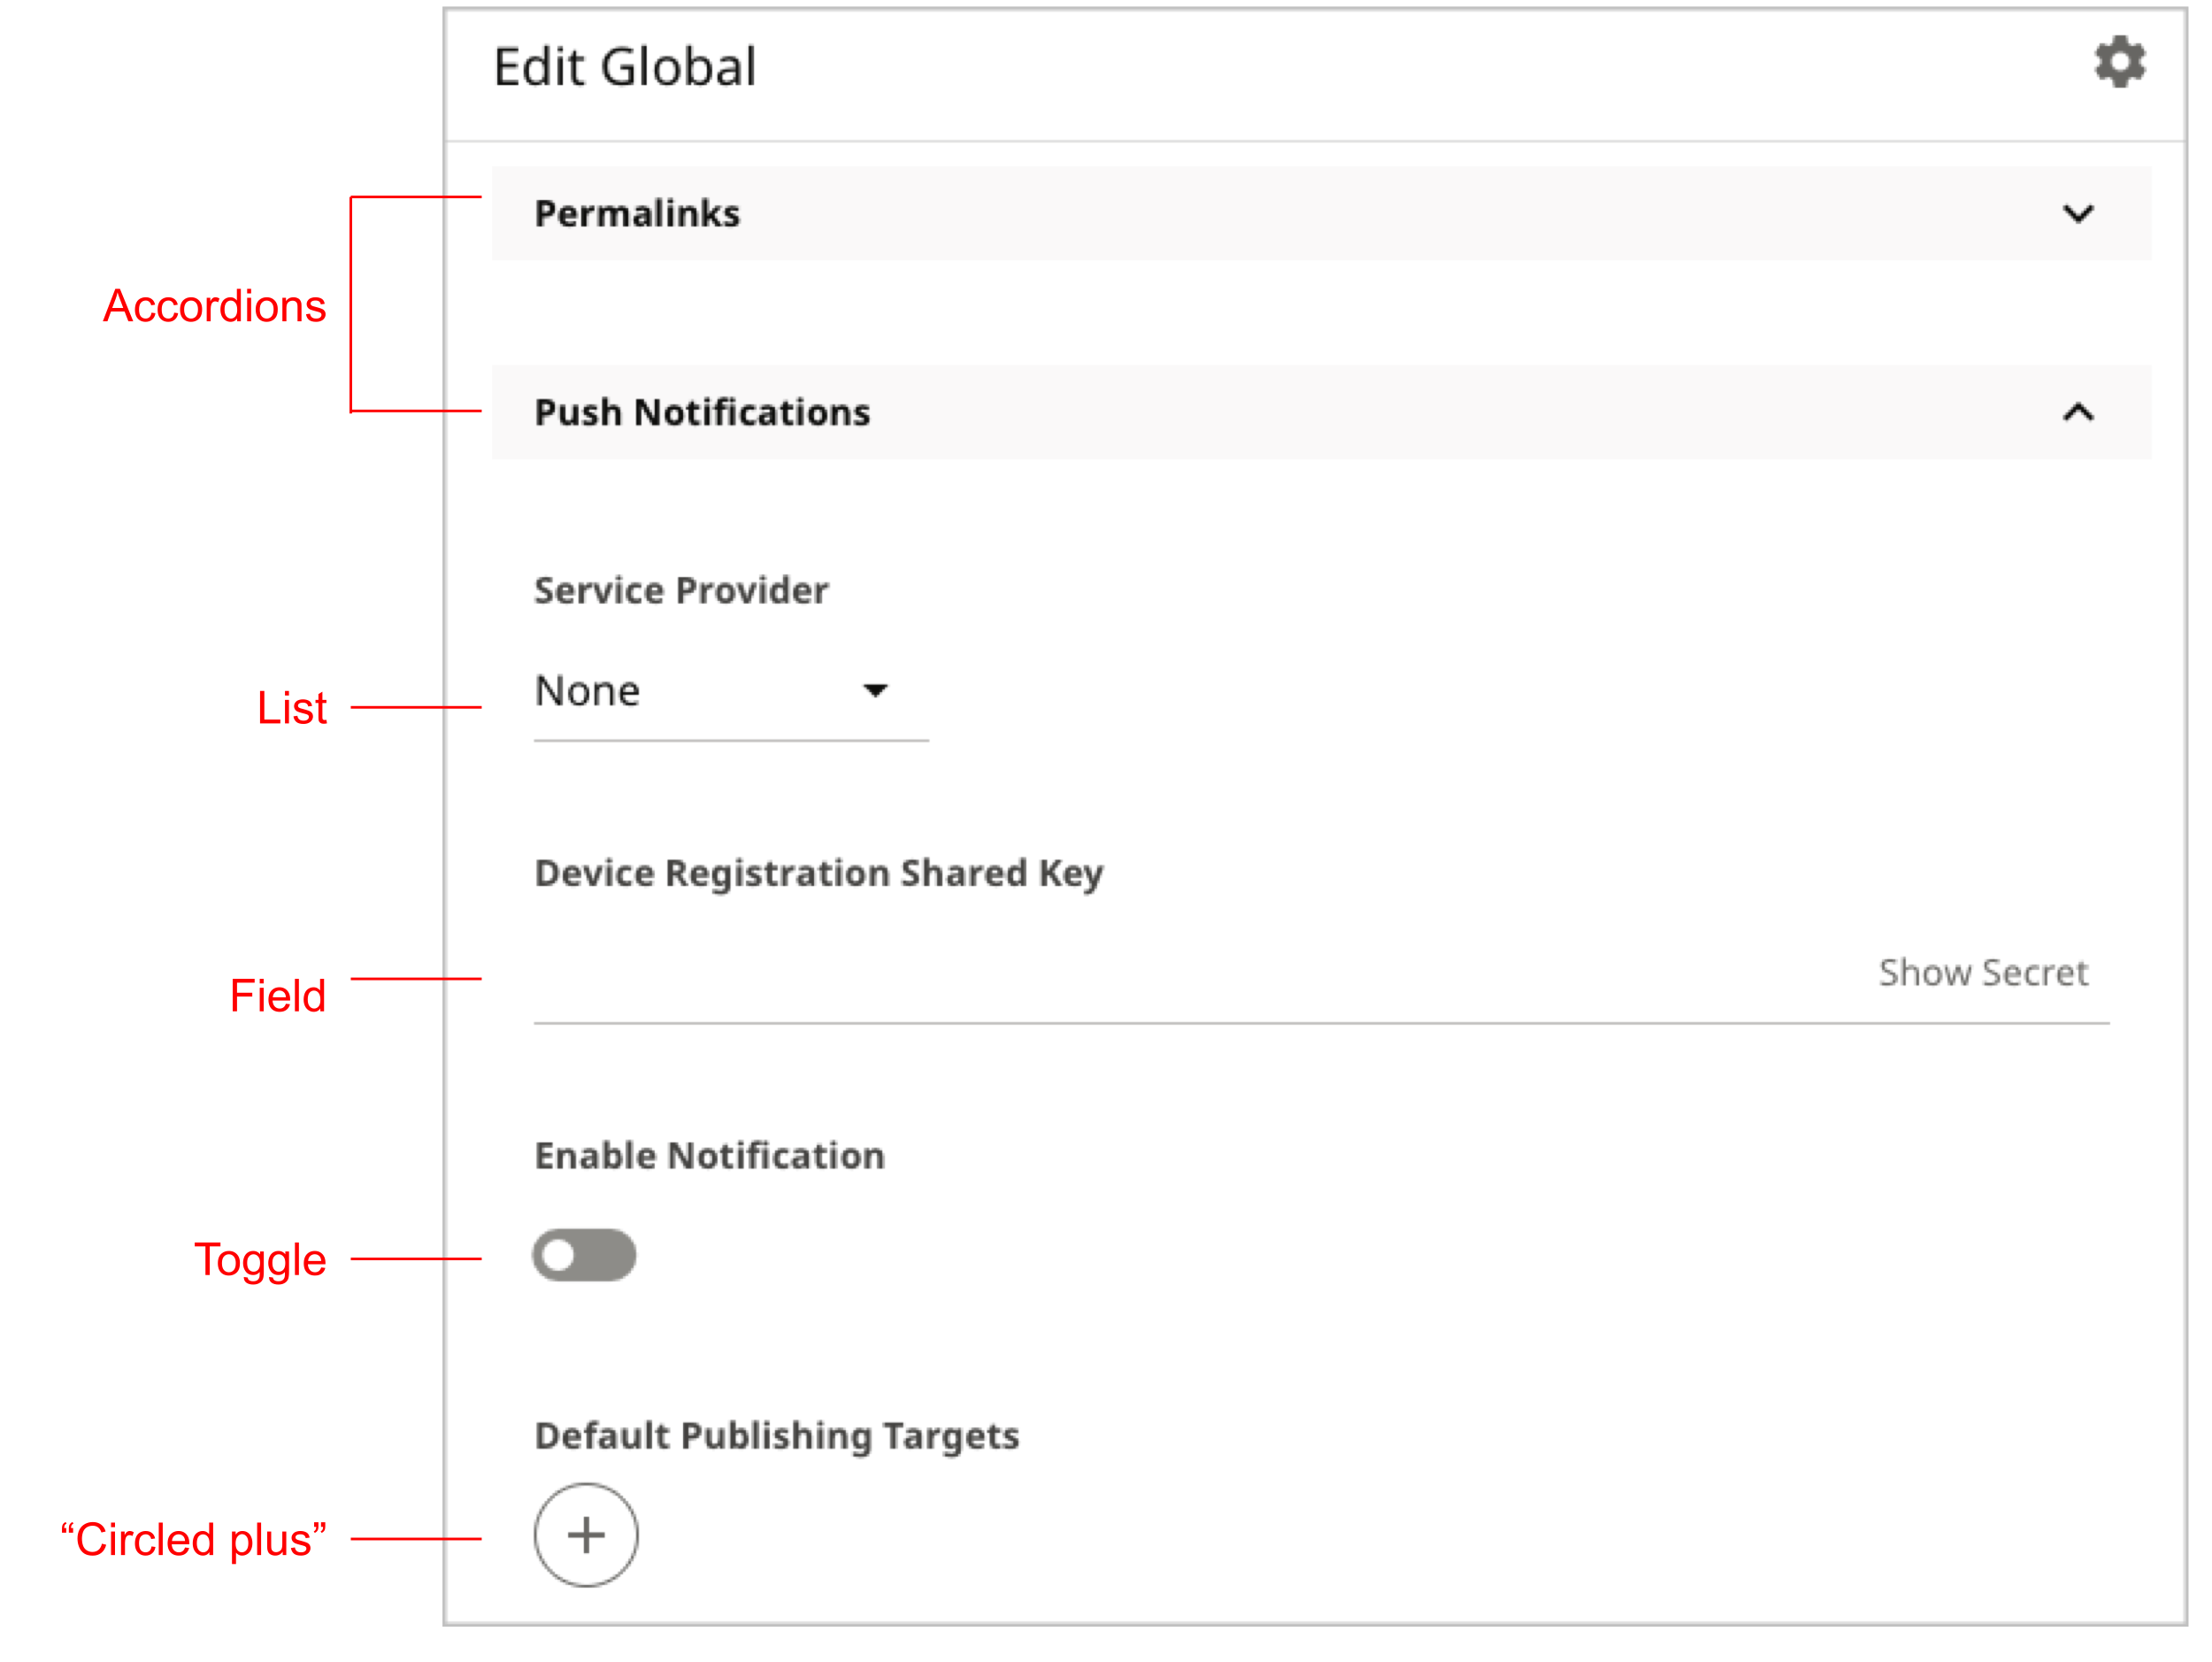 Edit Global
Permalinks
Accordions
Push Notifications
Service Provider
List
None
Device Registration Shared Key
Field
Show Secret
Enable Notification
Toggle
Default Publishing Targets
“Circled plus”